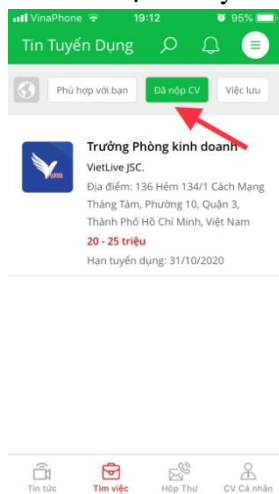 VinaPhone 19:12 95%
Tin Tuyển Dụng
Phù hợp với bạn Đã nộp CV Việc lưu
Trưởng Phòng kinh doanh
VietLive JSC.
Địa điểm: 136 Hẻm 134/1 Cách Mạng
Tháng Tám, Phường 10, Quận 3,
Thành Phố Hồ Chí Minh, Việt Nam
20 - 25 triệu
Hạn tuyển dụng: 31/10/2020
Tin tức Tìm việc Hộp Thư CV Cá nhân